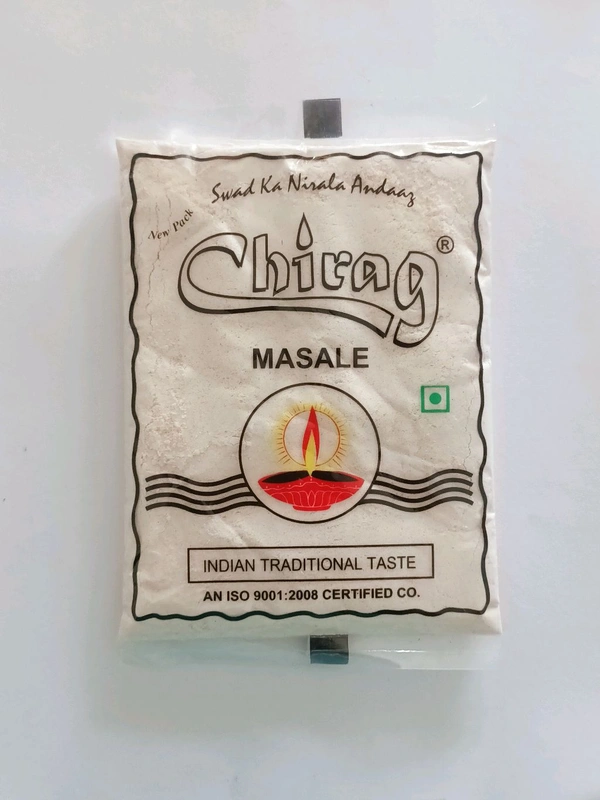 Swad Ka Nirala Andaaz
New Pack
Chirag®
MASALE
INDIAN TRADITIONAL TASTE
AN ISO 9001:2008 CERTIFIED CO.